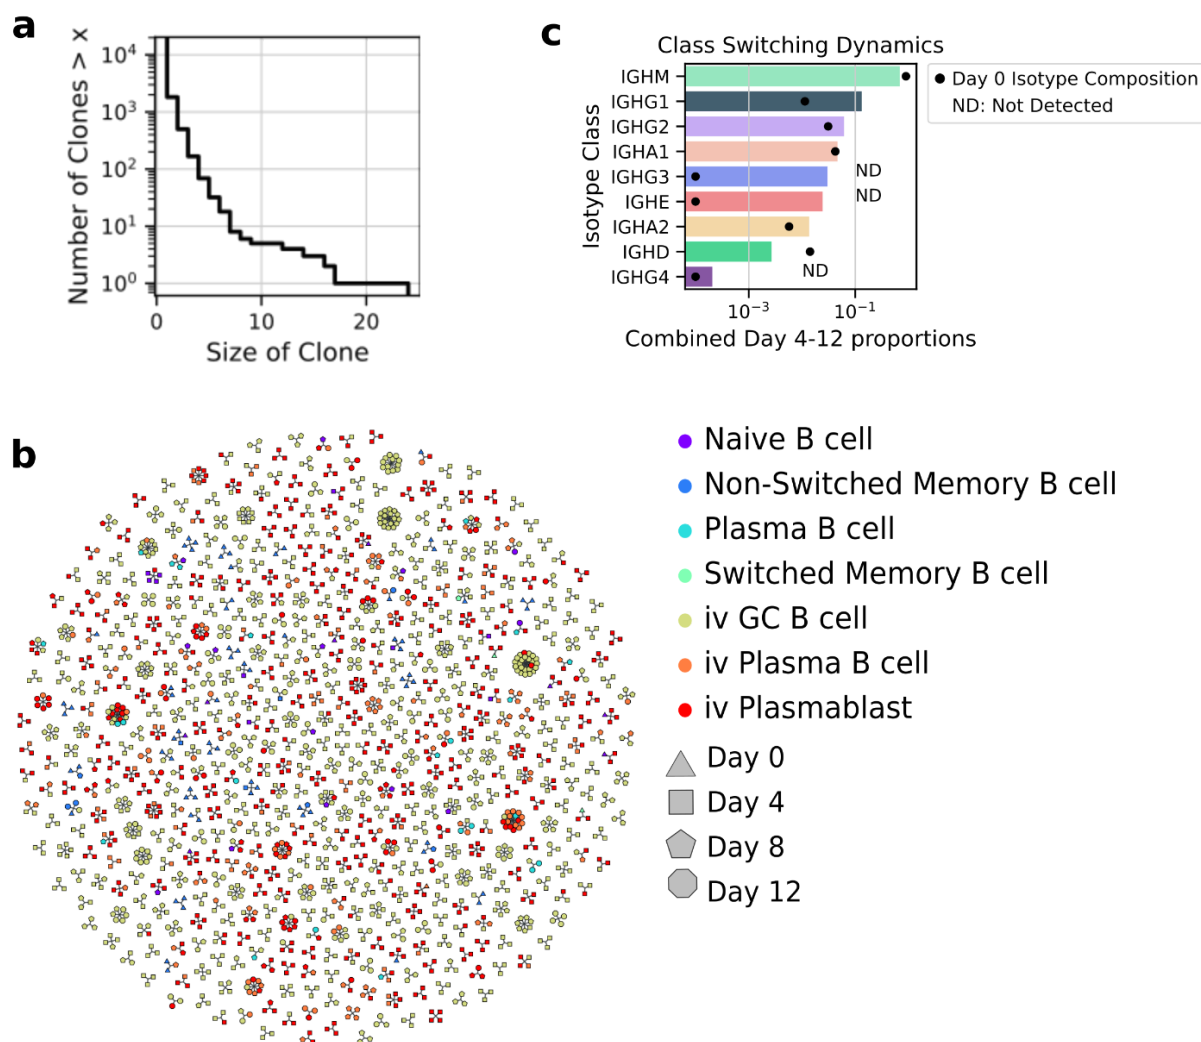 a
Number of Clones > x
10⁴
10³
10²
10¹
10⁰
0
10
20
Size of Clone
c
Class Switching Dynamics
Isotype Class
IGHM
IGHG1
IGHG2
IGHA1
IGHG3
IGHE
IGHA2
IGHD
IGHG4
ND
ND
ND
10⁻³
10⁻¹
Combined Day 4-12 proportions
Day 0 Isotype Composition
ND: Not Detected
b
Naive B cell
Non-Switched Memory B cell
Plasma B cell
Switched Memory B cell
iv GC B cell
iv Plasma B cell
iv Plasmablast
Day 0
Day 4
Day 8
Day 12